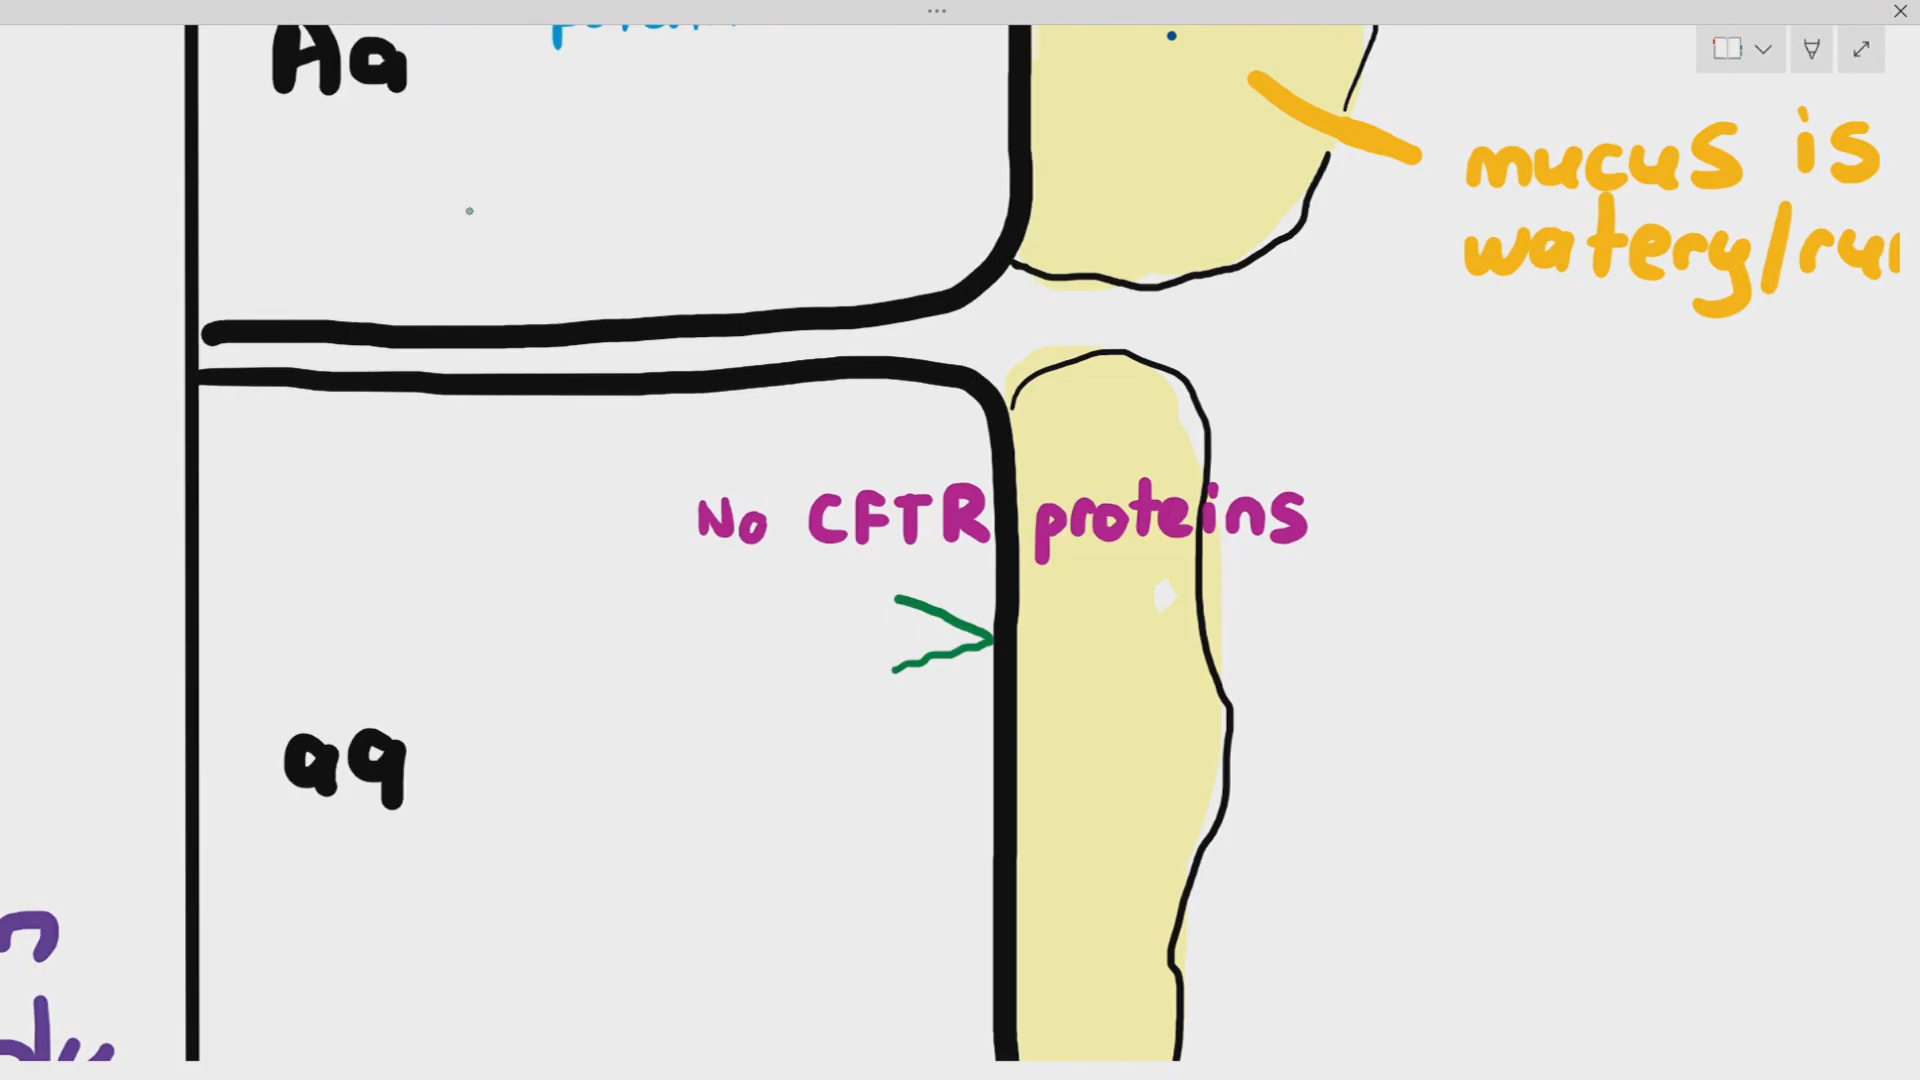 Aa
mucus is
watery/ru
No CFTR proteins
aa